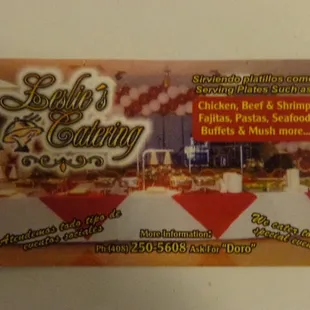 Leslie's
Catering
Sirviendo platillos como
Serving Plates Such as
Chicken, Beef & Shrimp
Fajitas, Pastas, Seafood
Buffets & Mush more...
Atendemos todo tipo de
eventos sociales
More Information:
Ph (408) 250-5608 Ask For "Doro"
We cater